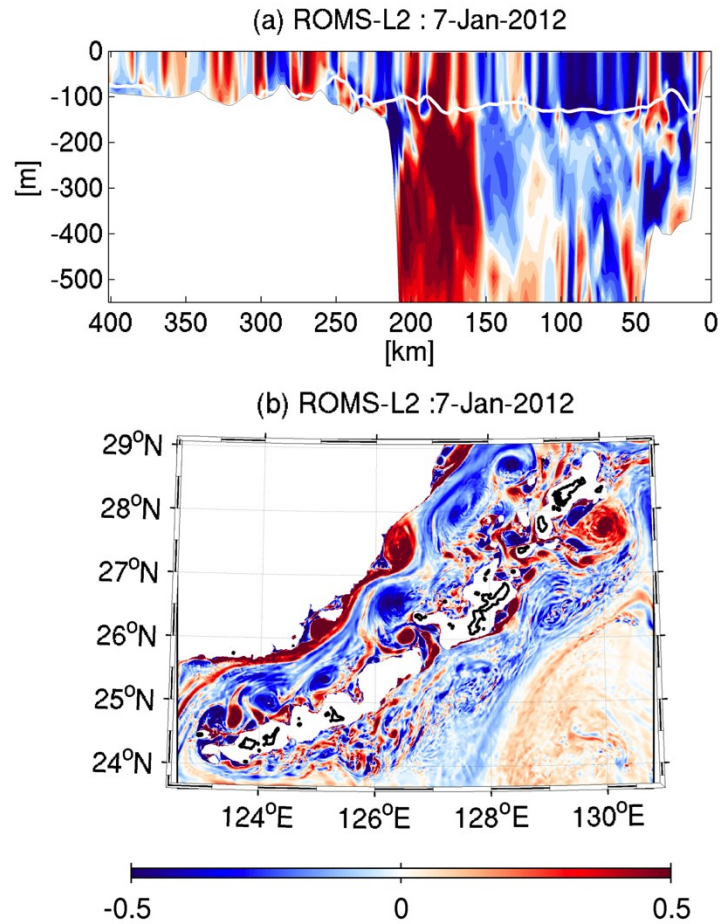 (a) ROMS-L2 : 7-Jan-2012
0
-100
-200
-300
-400
-500
[m]
400 350 300 250 200 150 100 50 0
[km]
(b) ROMS-L2 :7-Jan-2012
29°N
28°N
27°N
26°N
25°N
24°N
124°E 126°E 128°E 130°E
-0.5 0 0.5